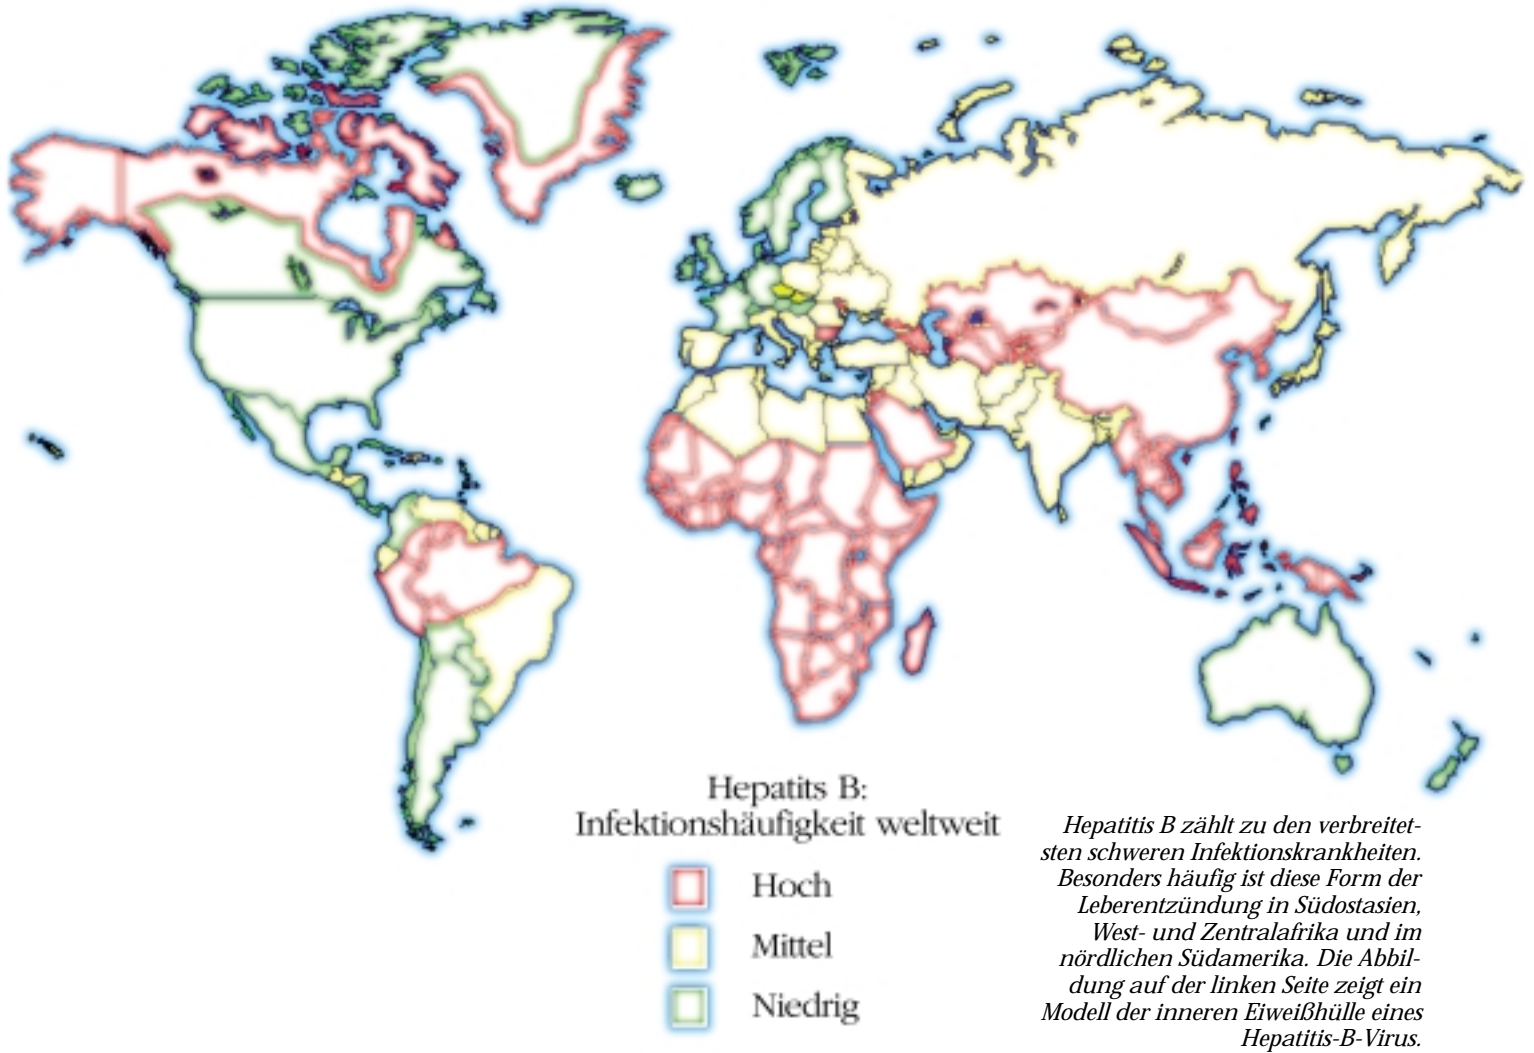 Hepatits B:
Infektionshäufigkeit weltweit
Hoch
Mittel
Niedrig
Hepatitis B zählt zu den verbreitet-
sten schweren Infektionskrankheiten.
Besonders häufig ist diese Form der
Leberentzündung in Südostasien,
West- und Zentralafrika und im
nördlichen Südamerika. Die Abbil-
dung auf der linken Seite zeigt ein
Modell der inneren Eiweißhülle eines
Hepatitis-B-Virus.